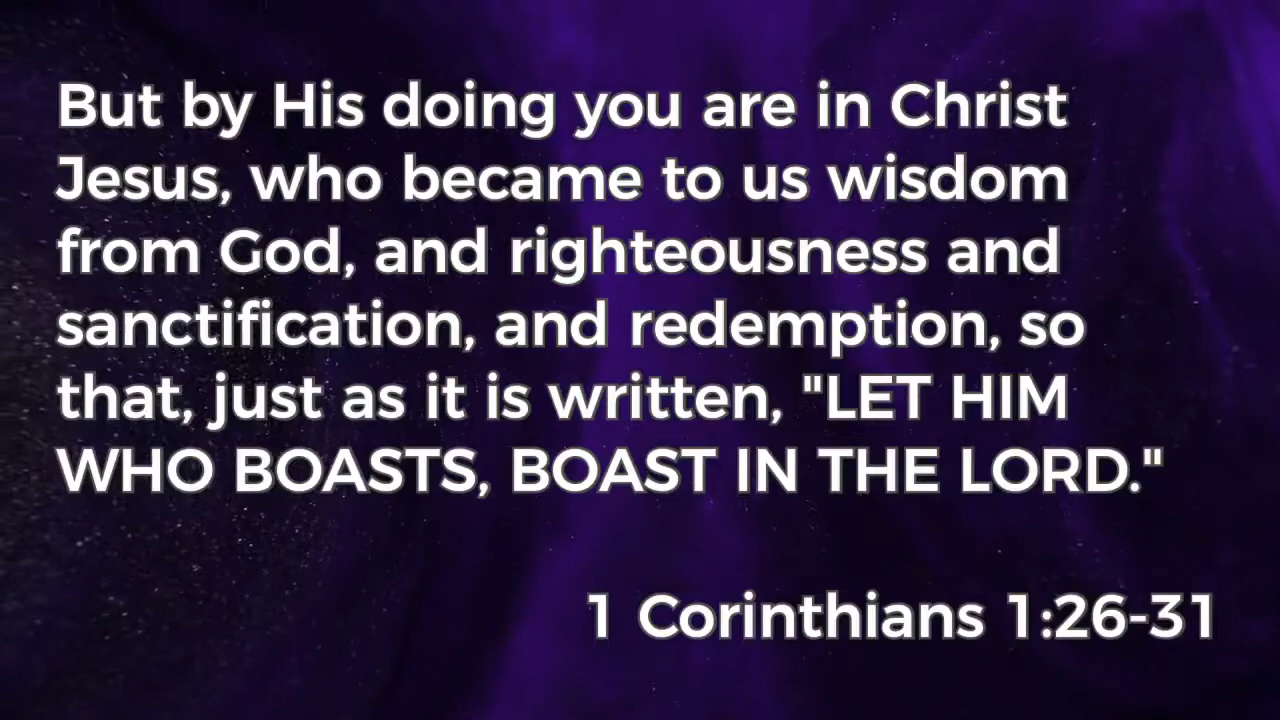 But by His doing you are in Christ
Jesus, who became to us wisdom
from God, and righteousness and
sanctification, and redemption, so
that, just as it is written, "LET HIM
WHO BOASTS, BOAST IN THE LORD."
1 Corinthians 1:26-31